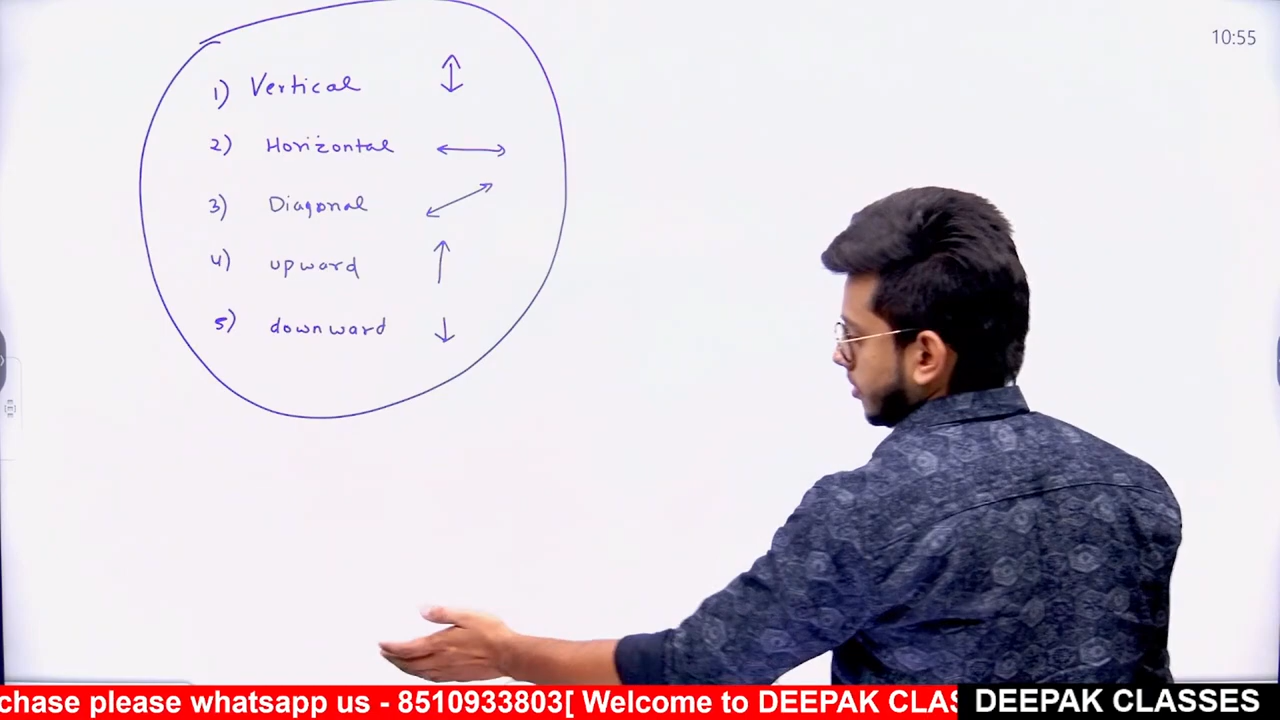 10:55
1) Vertical ↕
2) Horizontal ↔
3) Diagonal ⤢
4) upward ↑
5) downward ↓
chase please whatsapp us - 8510933803[ Welcome to DEEPAK CLAS
DEEPAK CLASSES